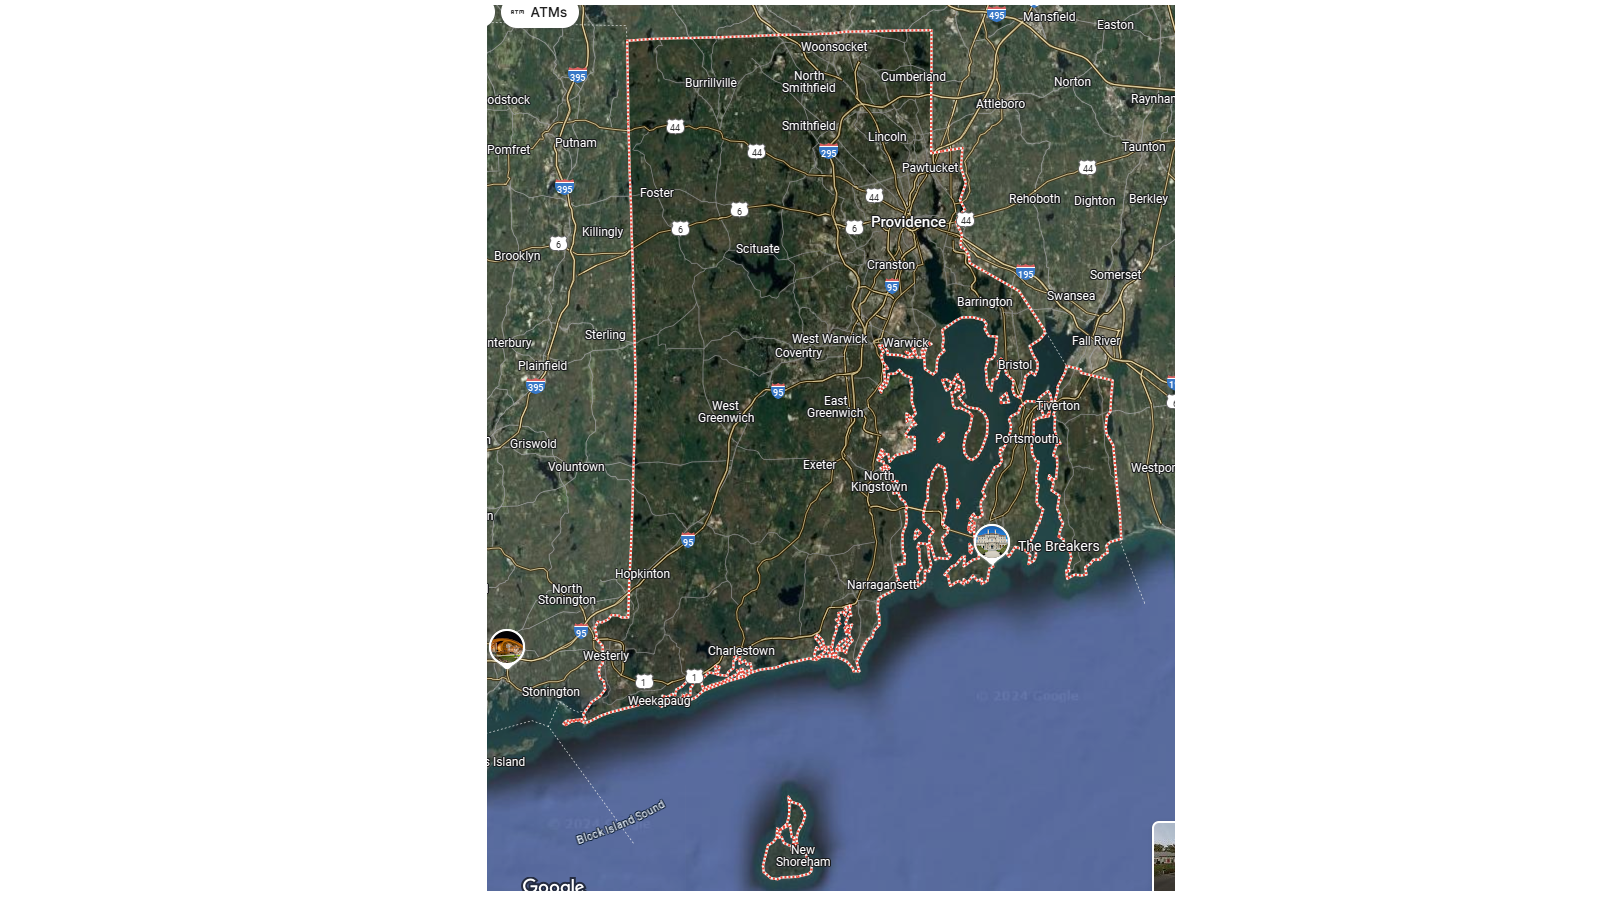 ATMs
495
Mansfield
Easton
Woonsocket
395
Burrillville
North
Smithfield
Cumberland
Norton
odstock
Attleboro
Raynhar
44
Smithfield
Lincoln
Putnam
Pomfret
44
295
Taunton
Pawtucket
44
395
Foster
44
Rehoboth
Dighton
Berkley
6
Providence
44
6
6
Killingly
6
Scituate
Brooklyn
Cranston
195
Somerset
95
Barrington
Swansea
Sterling
West Warwick
Warwick
Fall River
nterbury
Coventry
Plainfield
Bristol
395
95
West
Greenwich
East
Greenwich
Tiverton
Griswold
Portsmouth
Voluntown
Exeter
North
Kingstown
Westpor
95
The Breakers
Hopkinton
Narragansett
North
Stonington
95
Westerly
Charlestown
1
1
Stonington
Weekapaug
© 2024 Google
s Island
Block Island Sound
New
Shoreham
Google